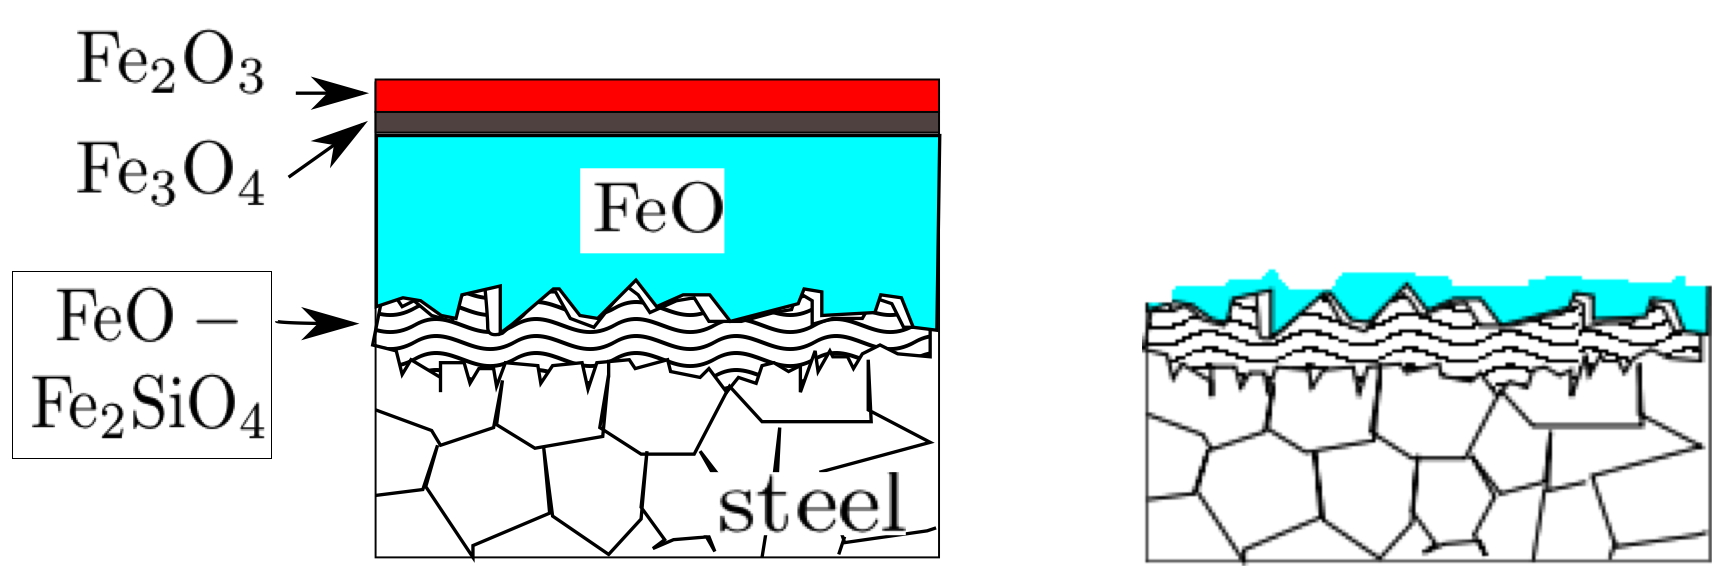 Fe₂O₃
Fe₃O₄
FeO
FeO –
Fe₂SiO₄
steel